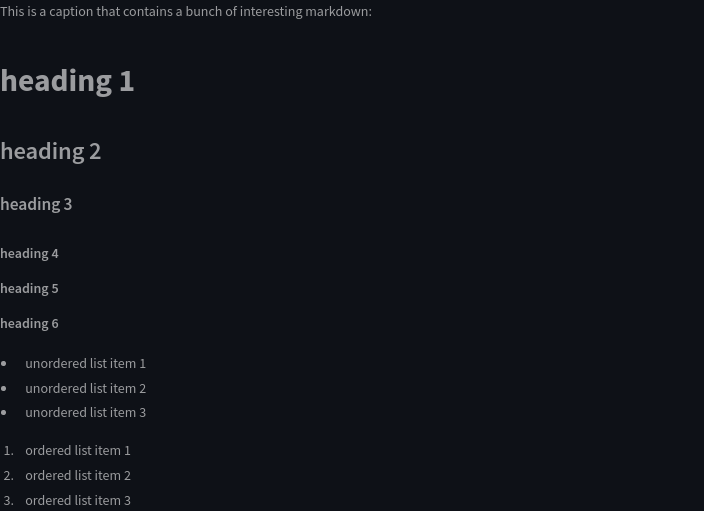 This is a caption that contains a bunch of interesting markdown:
heading 1
heading 2
heading 3
heading 4
heading 5
heading 6
• unordered list item 1
• unordered list item 2
• unordered list item 3
1. ordered list item 1
2. ordered list item 2
3. ordered list item 3